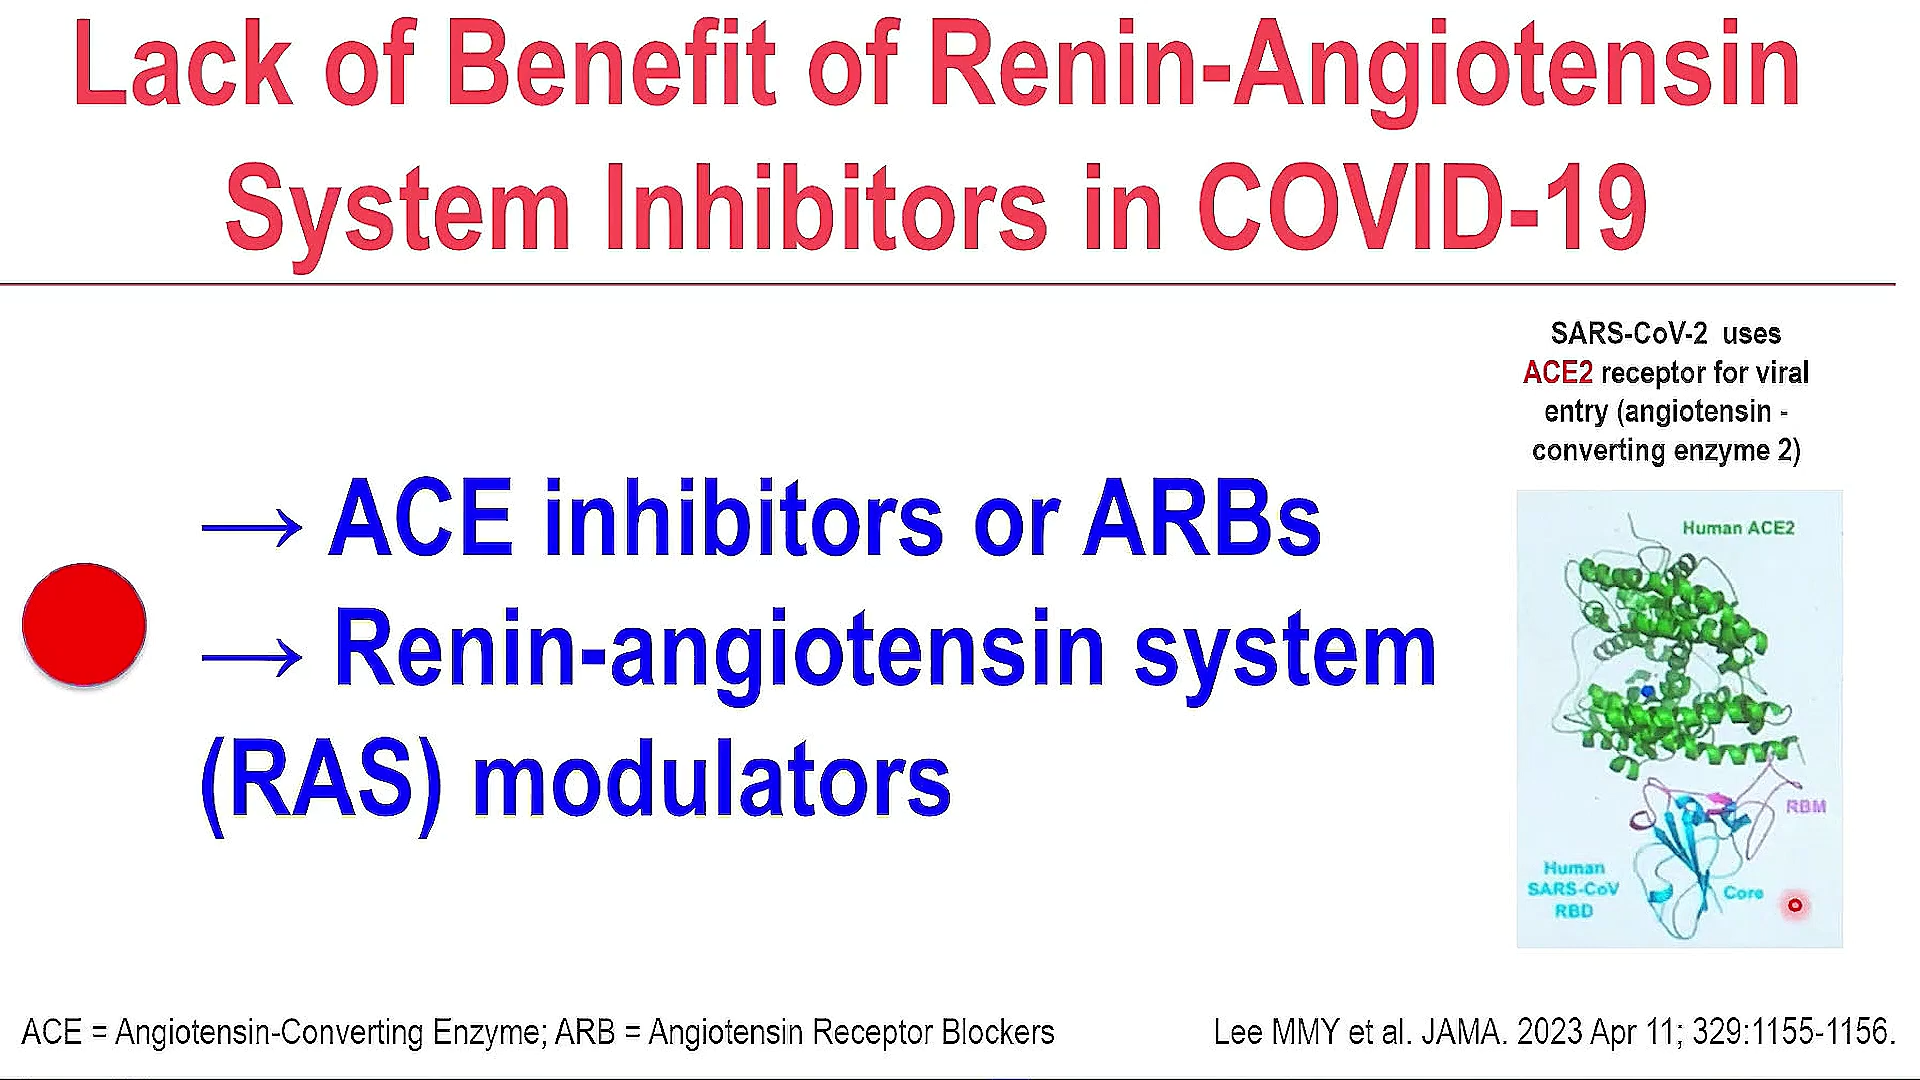 Lack of Benefit of Renin-Angiotensin
System Inhibitors in COVID-19
SARS-CoV-2 uses
ACE2 receptor for viral
entry (angiotensin -
converting enzyme 2)
→ ACE inhibitors or ARBs
→ Renin-angiotensin system
(RAS) modulators
Human ACE2
RBM
Human
SARS-CoV
RBD
Core
ACE = Angiotensin-Converting Enzyme; ARB = Angiotensin Receptor Blockers
Lee MMY et al. JAMA. 2023 Apr 11; 329:1155-1156.